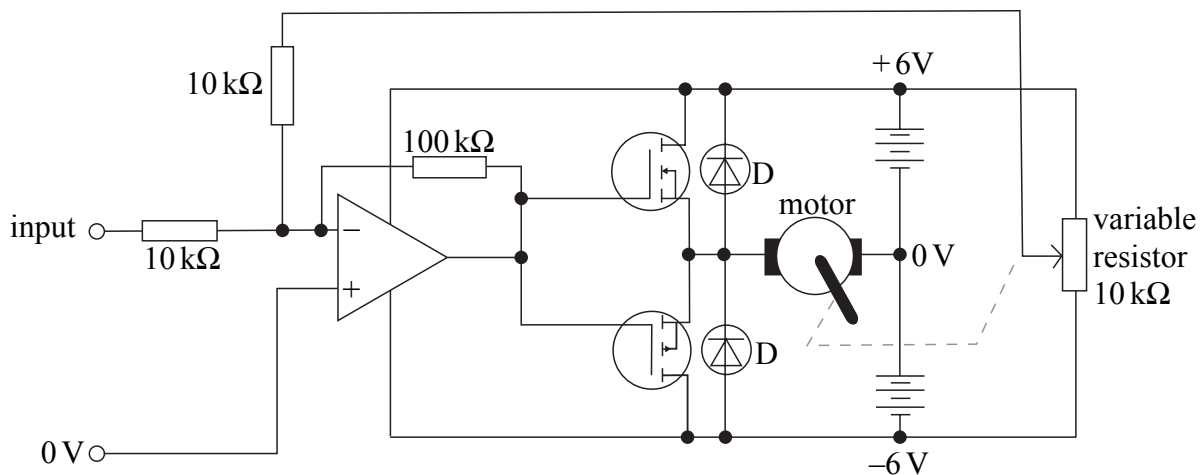 +6V
10 kΩ
100 kΩ
D
motor
input
−
variable
resistor
10 kΩ
0 V
10 kΩ
+
D
0 V
−6 V